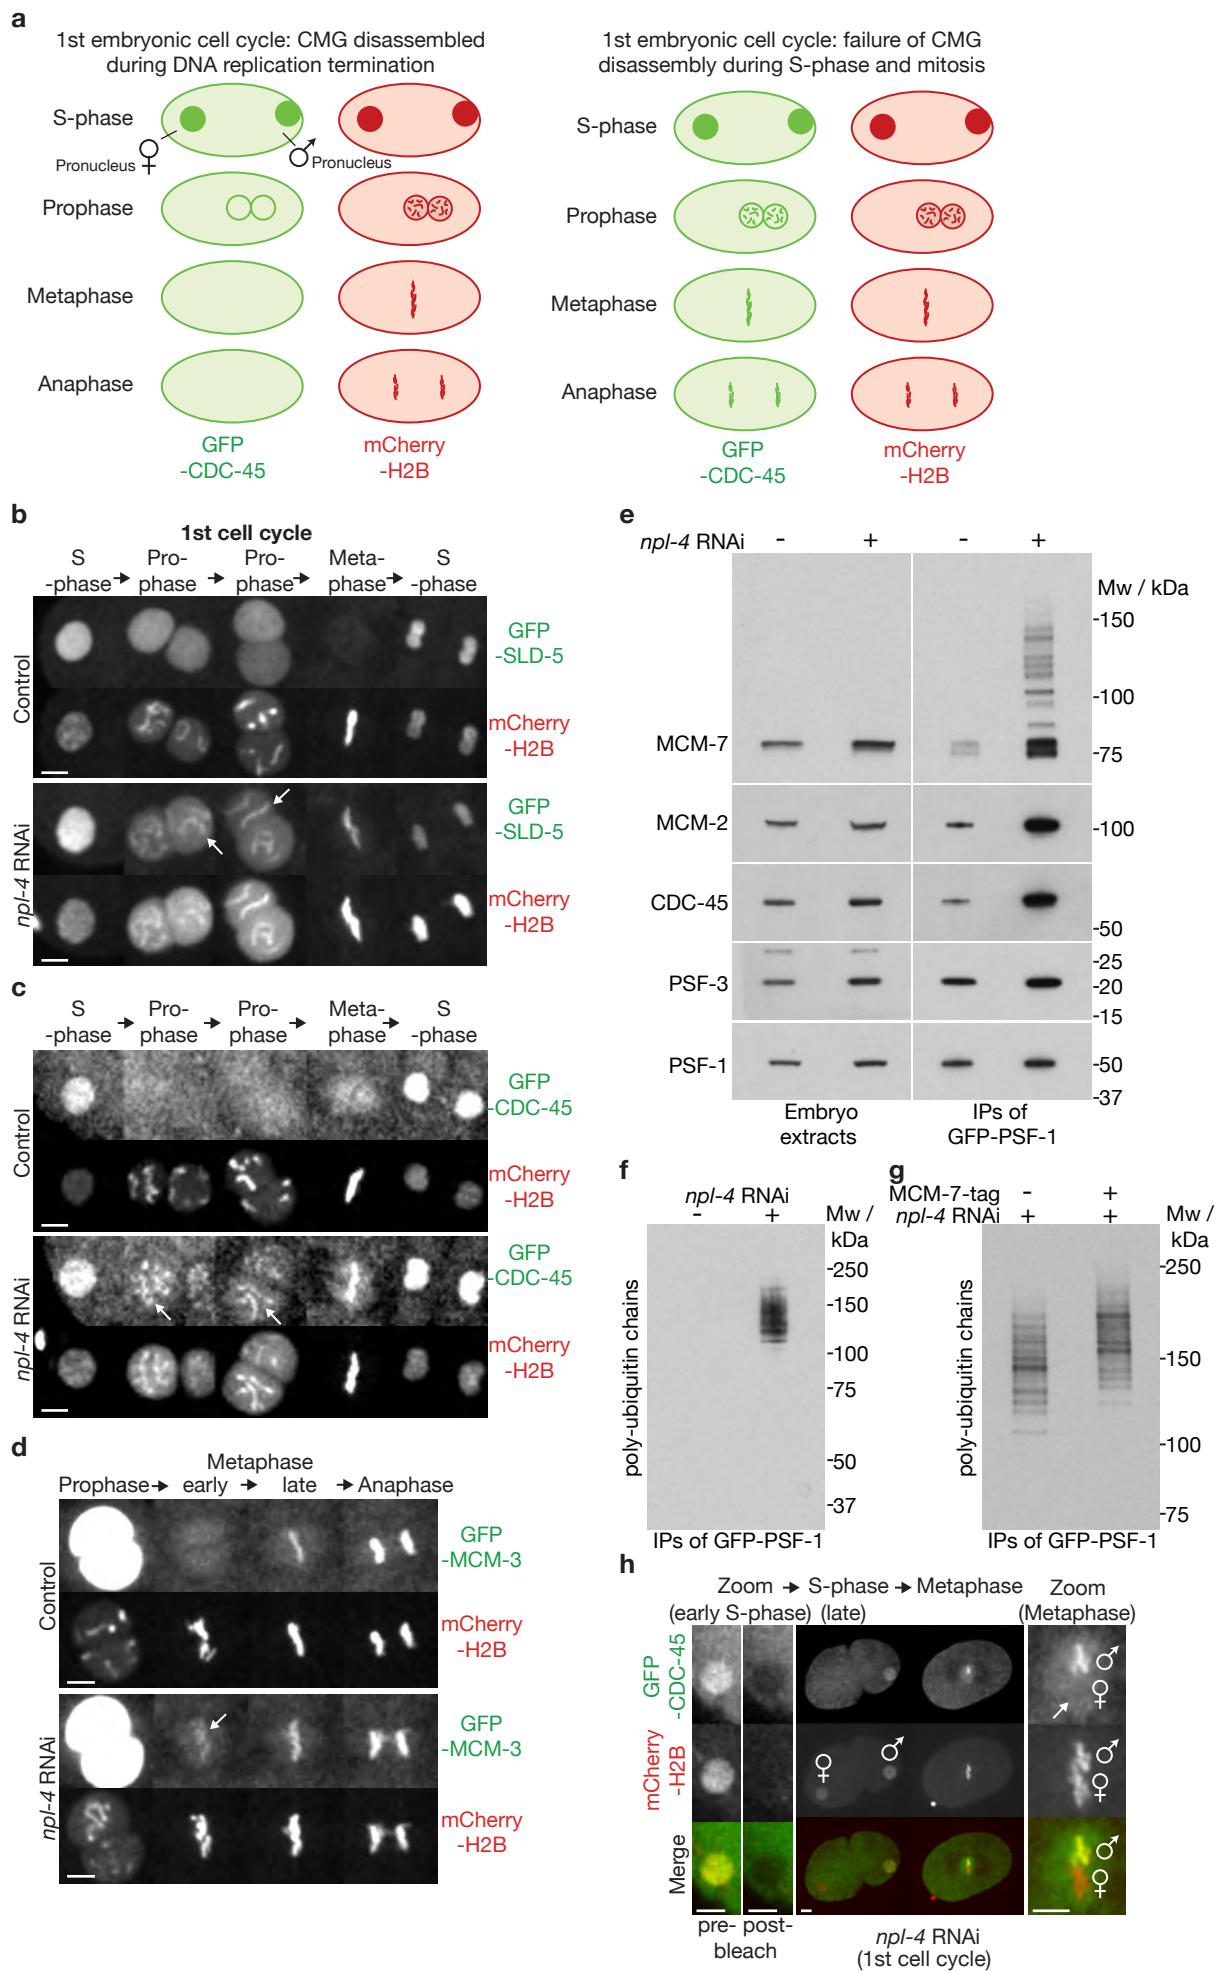 a
1st embryonic cell cycle: CMG disassembled
during DNA replication termination
S-phase
Pronucleus ♀
♂ Pronucleus
Prophase
Metaphase
Anaphase
GFP
-CDC-45
mCherry
-H2B
1st embryonic cell cycle: failure of CMG
disassembly during S-phase and mitosis
S-phase
Prophase
Metaphase
Anaphase
GFP
-CDC-45
mCherry
-H2B
b
1st cell cycle
S Pro- Pro- Meta- S
-phase phase phase phase -phase
Control
GFP
-SLD-5
mCherry
-H2B
npl-4 RNAi
GFP
-SLD-5
mCherry
-H2B
c
S Pro- Pro- Meta- S
-phase phase phase phase -phase
Control
GFP
-CDC-45
mCherry
-H2B
npl-4 RNAi
GFP
-CDC-45
mCherry
-H2B
d
Metaphase
Prophase early late Anaphase
Control
GFP
-MCM-3
mCherry
-H2B
npl-4 RNAi
GFP
-MCM-3
mCherry
-H2B
e
npl-4 RNAi - + - +
Mw / kDa
-150
-100
MCM-7
-75
MCM-2
-100
CDC-45
-50
-25
PSF-3
-20
-15
PSF-1
-50
-37
Embryo
extracts
IPs of
GFP-PSF-1
f
npl-4 RNAi
- +
Mw /
kDa
-250
-150
-100
-75
-50
-37
poly-ubiquitin chains
IPs of GFP-PSF-1
g
MCM-7-tag - +
npl-4 RNAi + +
Mw /
kDa
-250
-150
-100
-75
poly-ubiquitin chains
IPs of GFP-PSF-1
h
Zoom S-phase Metaphase Zoom
(early S-phase) (late) (Metaphase)
GFP
-CDC-45
♂
♀
mCherry
-H2B
♀ ♂
♂
♀
Merge
♂
♀
pre- post-
bleach
npl-4 RNAi
(1st cell cycle)